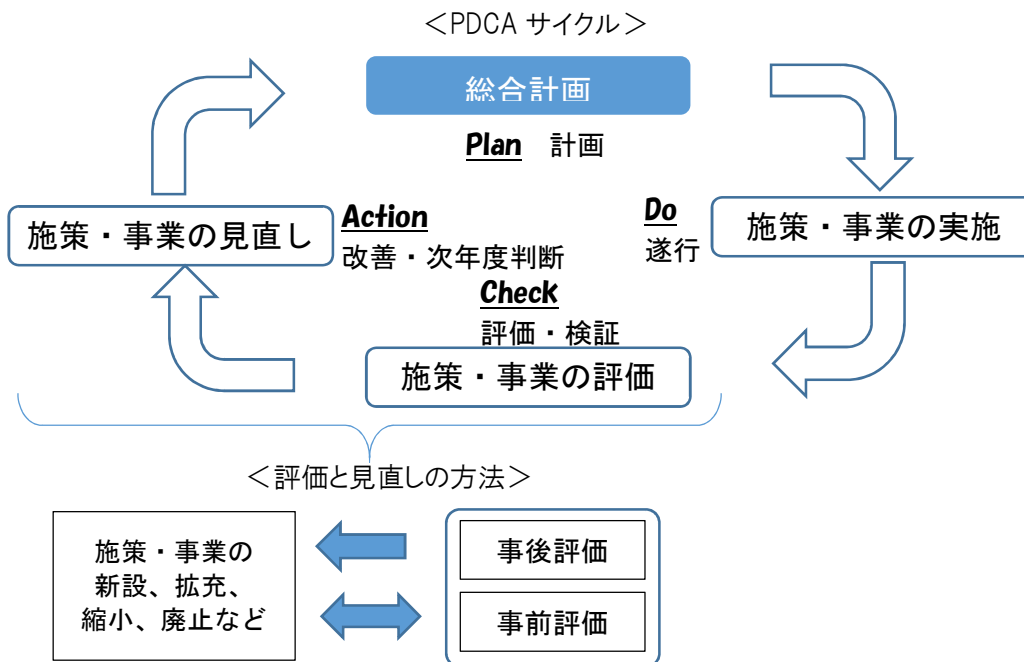 ＜PDCA サイクル＞
総合計画
Plan　計画
施策・事業の見直し
Action
改善・次年度判断
Do
遂行
施策・事業の実施
Check
評価・検証
施策・事業の評価
＜評価と見直しの方法＞
施策・事業の
新設、拡充、
縮小、廃止など
事後評価
事前評価